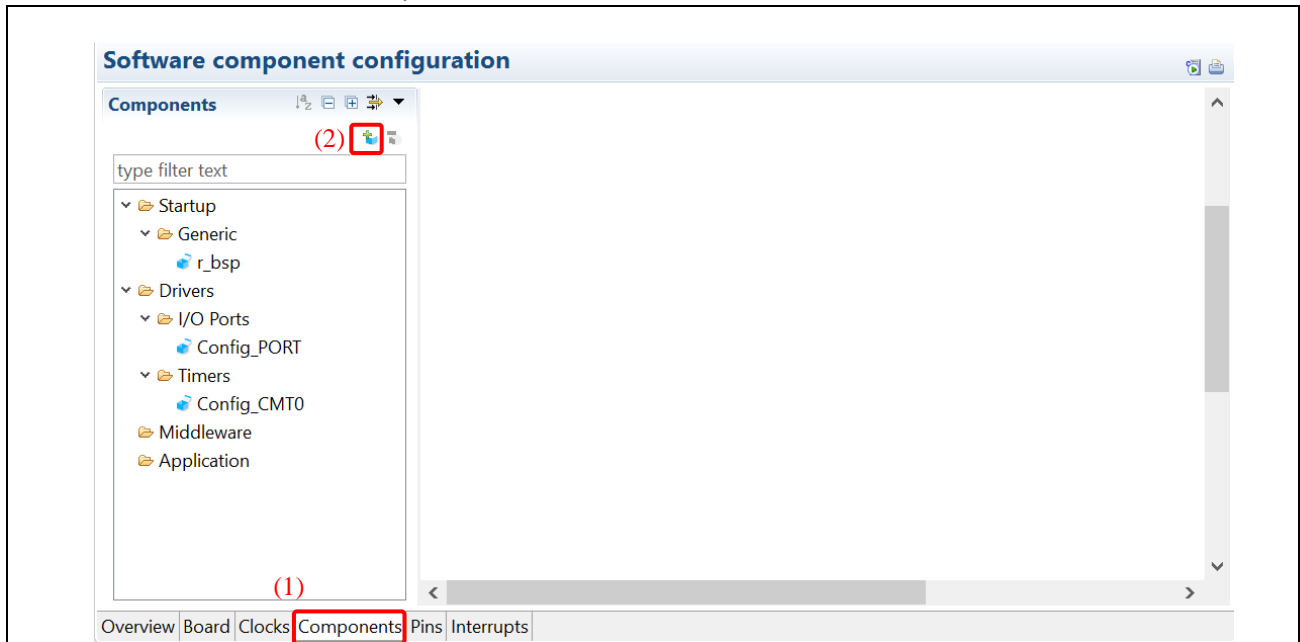 Software component configuration
Components
(2)
type filter text
Startup
Generic
r_bsp
Drivers
I/O Ports
Config_PORT
Timers
Config_CMT0
Middleware
Application
(1)
Overview Board Clocks Components Pins Interrupts